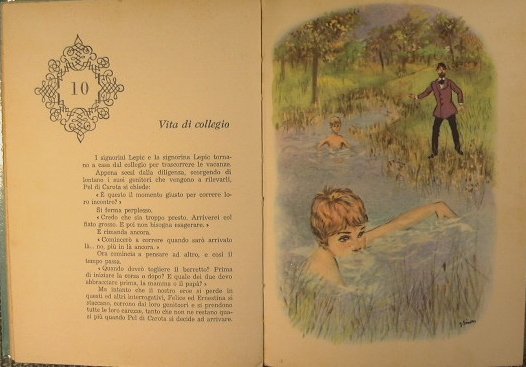 10
Vita di collegio
I signorini Lepic e la signorina Lepic torna-
no a casa dal collegio per trascorrere le vacanze.
Appena scesi dalla diligenza, scorgendo di
lontano i suoi genitori che vengono a rilevarli,
Pel di Carota si chiede:
« È questo il momento giusto per correre lo-
ro incontro? »
Si ferma perplesso.
« Credo che sia troppo presto. Arriverei col
fiato grosso. E poi non bisogna esagerare. »
E rimanda ancora.
« Comincerò a correre quando sarò arrivato
là... no, più in là ancora. »
Ora comincia a pensare ad altro, e così il
tempo passa.
« Quando dovrò togliere il berretto? Prima
di iniziare la corsa o dopo? E quale dei due devo
abbracciare prima, la mamma o il papà? »
Ma intanto che il nostro eroe si perde in
questi ed altri interrogativi, Felice ed Ernestina si
staccano, corrono dai loro genitori e si prendono
tutte le loro carezze, tanto che non ne restano qua-
si più quando Pel di Carota si decide ad arrivare.